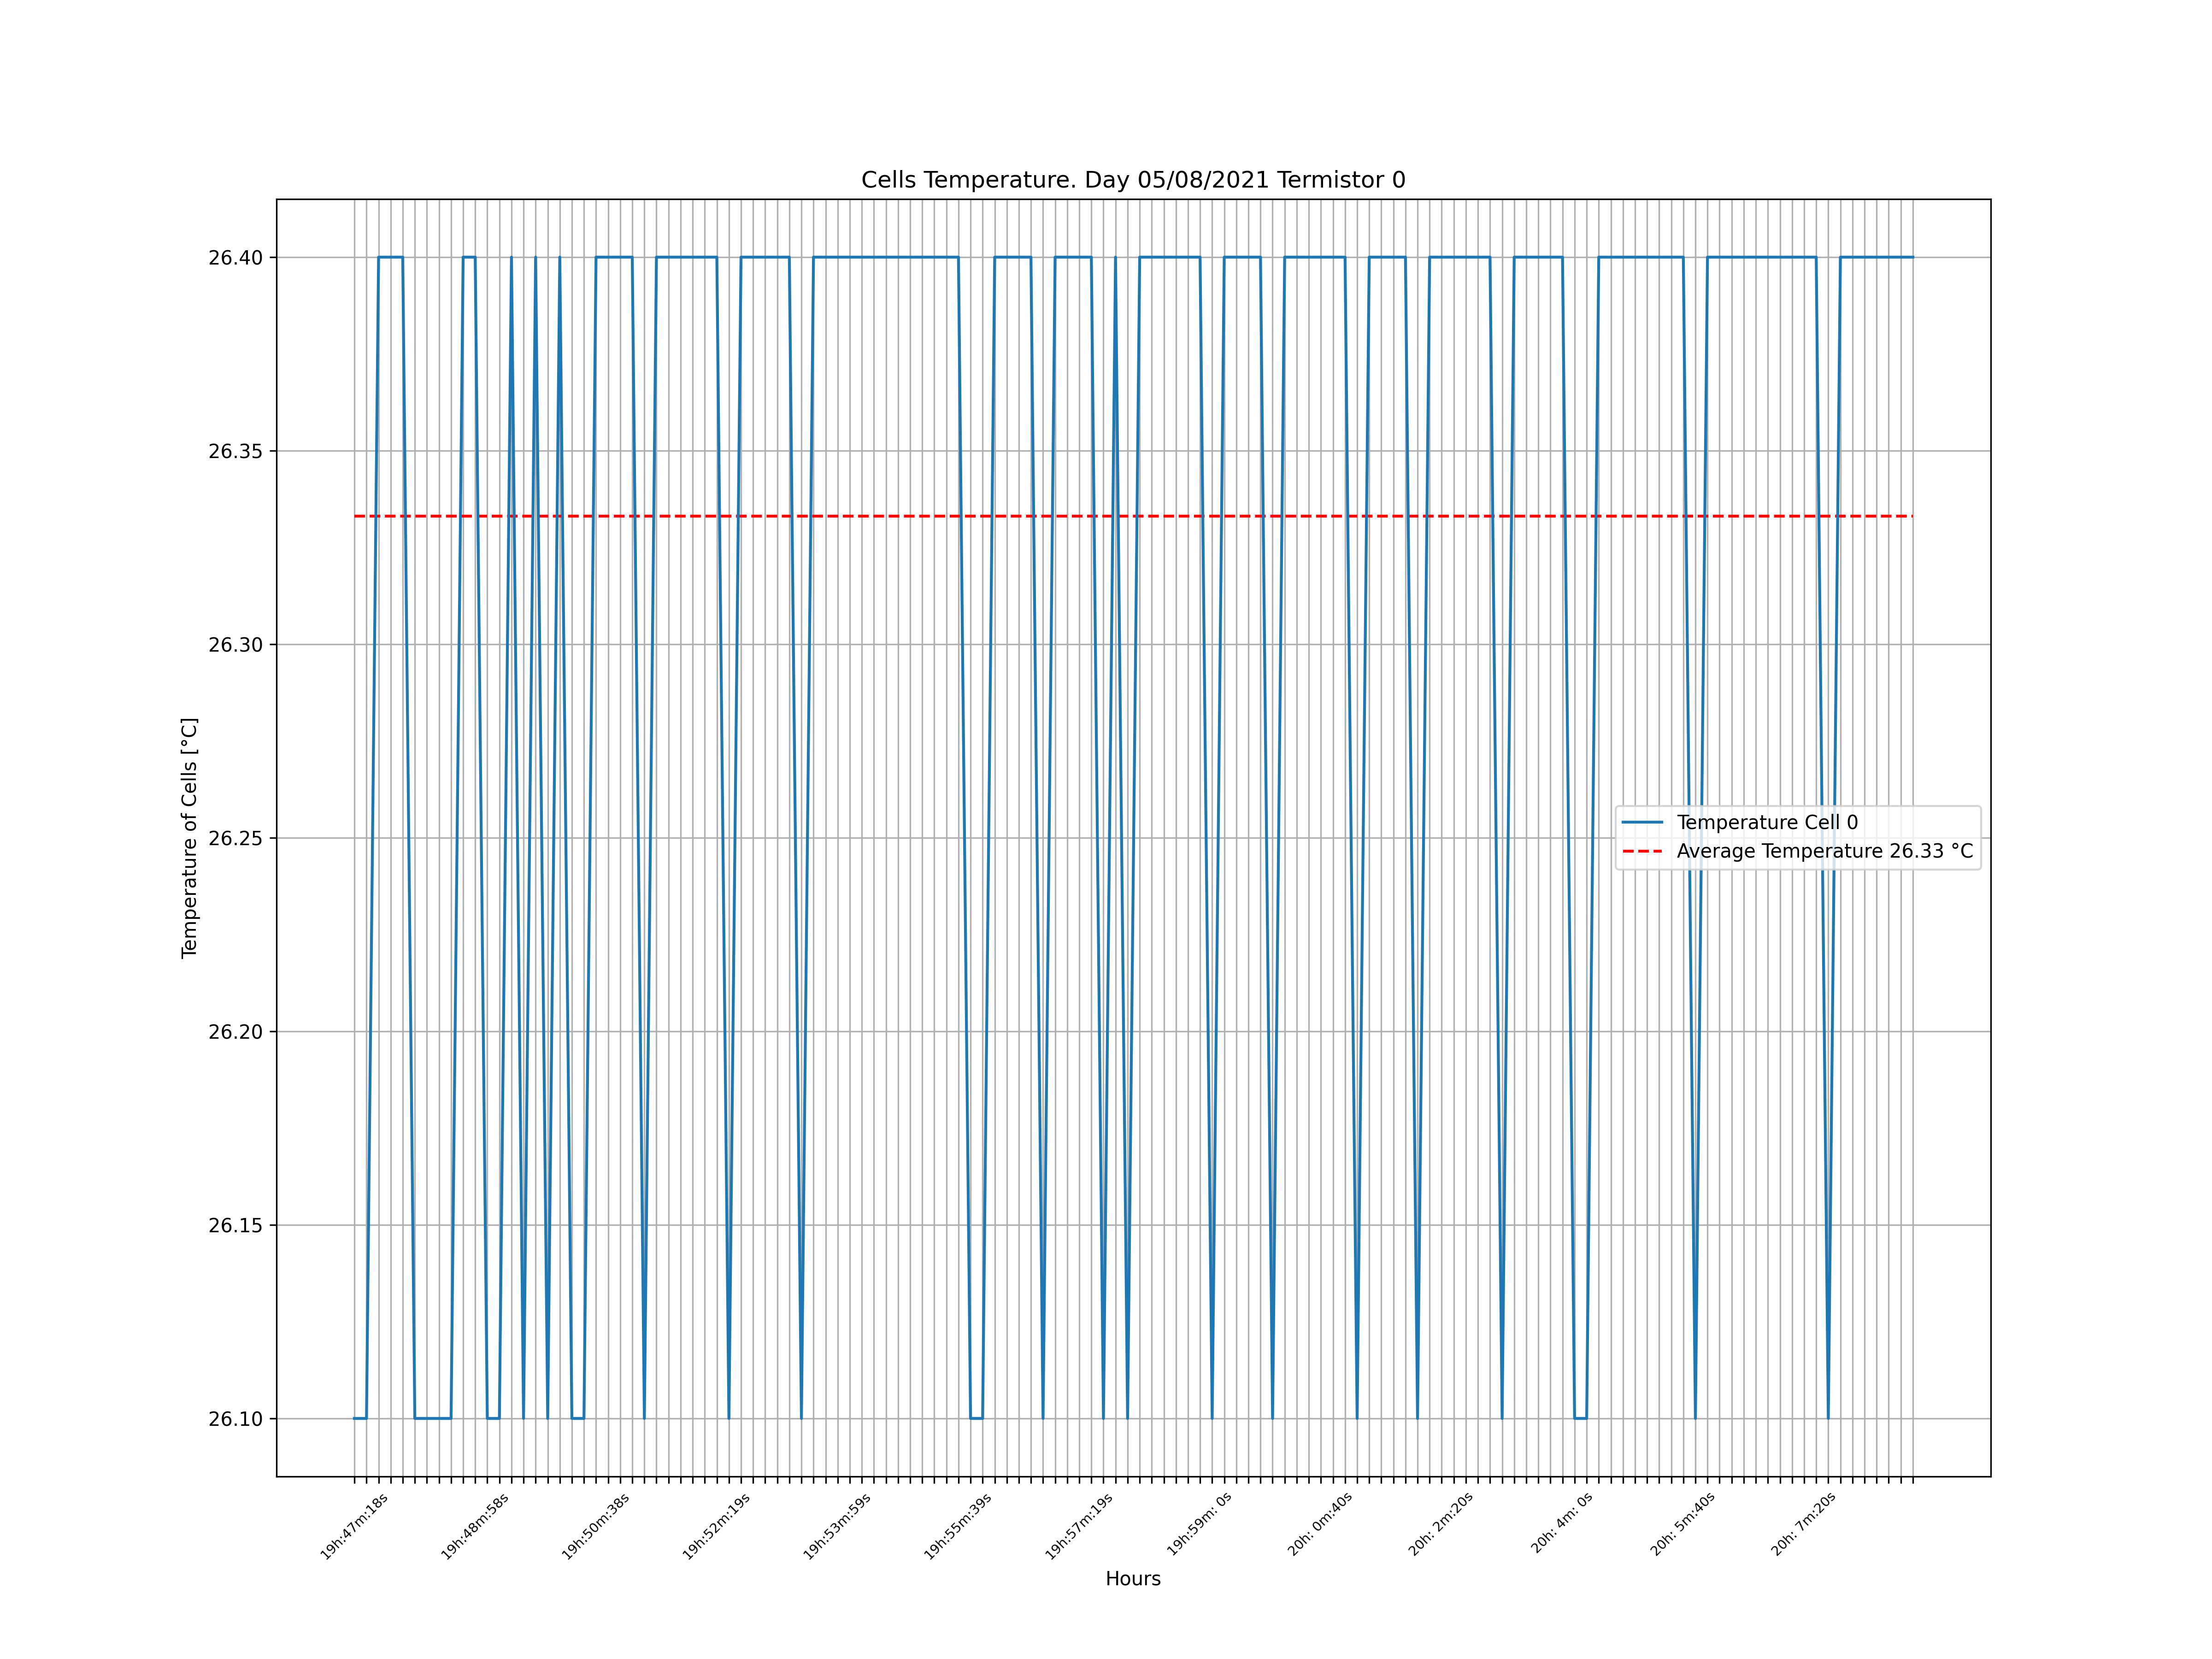 Cells Temperature. Day 05/08/2021 Termistor 0
26.40
26.35
26.30
26.25
26.20
26.15
26.10
Temperature of Cells [°C]
Temperature Cell 0
Average Temperature 26.33 °C
19h:47m:18s
19h:48m:58s
19h:50m:38s
19h:52m:19s
19h:53m:59s
19h:55m:39s
19h:57m:19s
19h:59m: 0s
20h: 0m:40s
20h: 2m:20s
20h: 4m: 0s
20h: 5m:40s
20h: 7m:20s
Hours